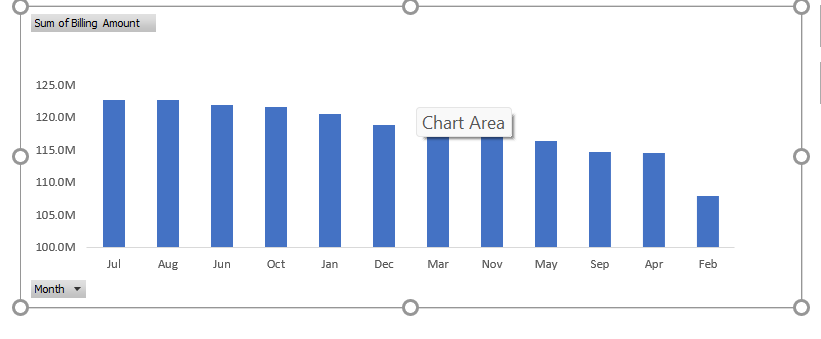 Sum of Billing Amount
125.0M
120.0M
115.0M
110.0M
105.0M
100.0M
Chart Area
Jul Aug Jun Oct Jan Dec Mar Nov May Sep Apr Feb
Month